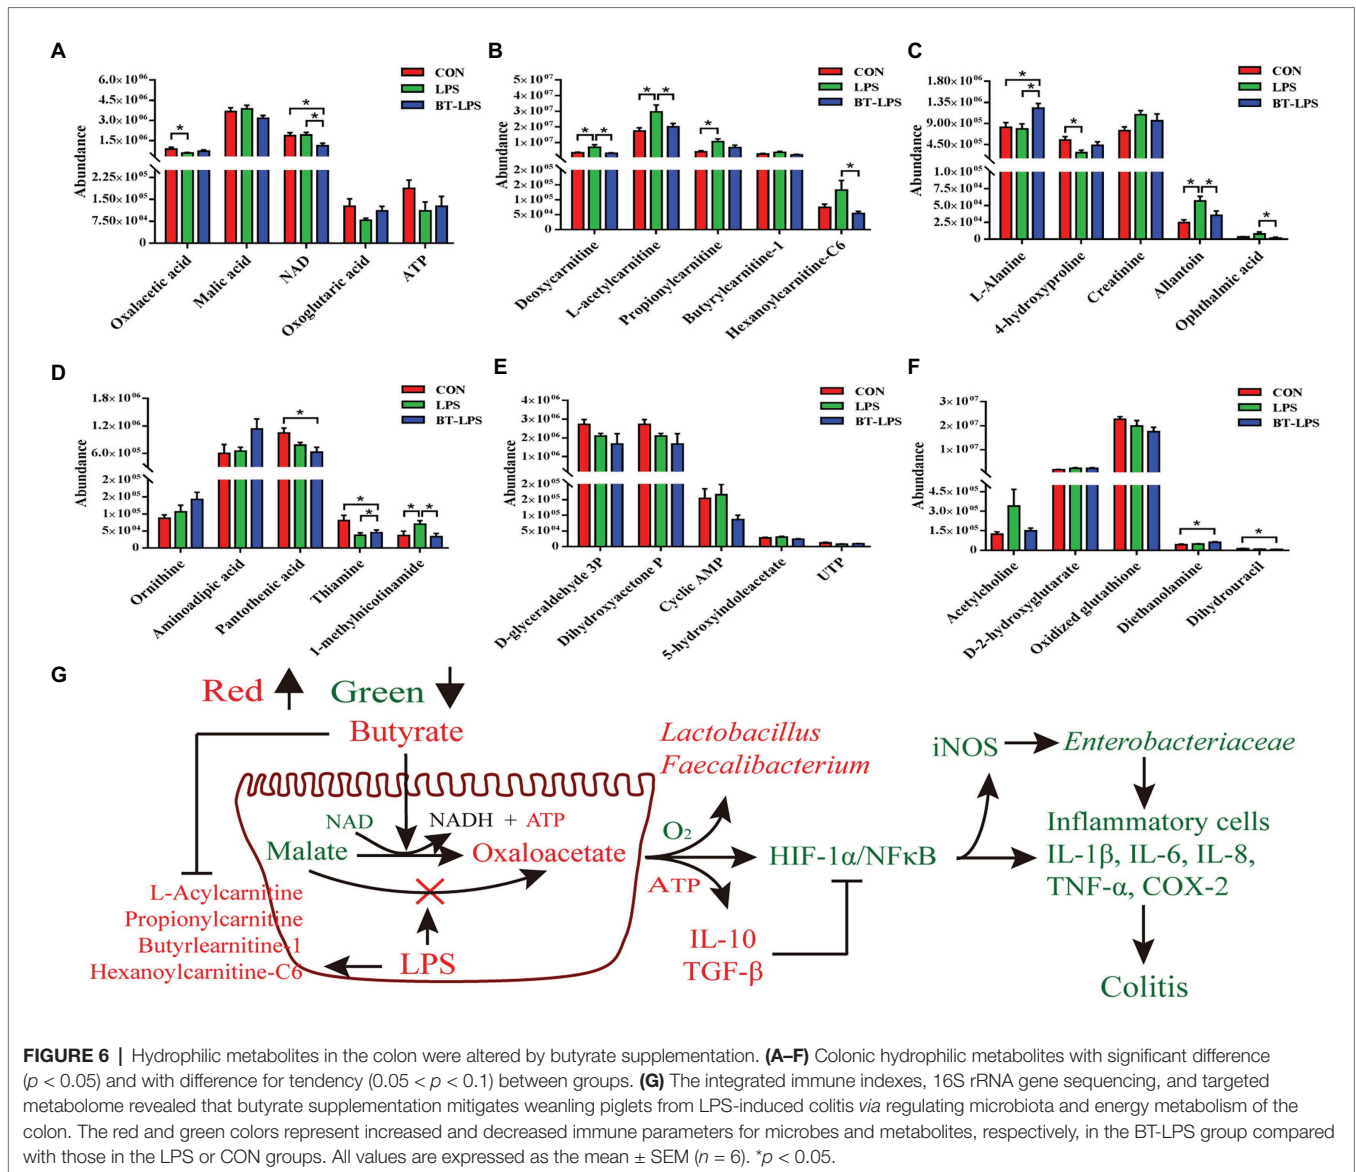 A
Abundance
6.0×10⁰⁶
4.5×10⁰⁶
3.0×10⁰⁶
1.5×10⁰⁶
2.25×10⁰⁵
1.50×10⁰⁵
7.50×10⁰⁴
0
CON
LPS
BT-LPS
* * *
Oxalacetic acid
Malic acid
NAD
Oxoglutaric acid
ATP
B
Abundance
5×10⁰⁷
3×10⁰⁷
2×10⁰⁷
1×10⁰⁷
2×10⁰⁵
2×10⁰⁵
1×10⁰⁵
5×10⁰⁴
0
CON
LPS
BT-LPS
* * * * * *
Deoxycarnitine
L-acetylcarnitine
Propionylcarnitine
Butyrylcarnitine-1
Hexanoylcarnitine-C6
C
Abundance
1.80×10⁰⁶
1.35×10⁰⁶
9.00×10⁰⁵
4.50×10⁰⁵
1.0×10⁰⁵
7.5×10⁰⁴
5.0×10⁰⁴
2.5×10⁰⁴
0
CON
LPS
BT-LPS
* * * * * *
L-Alanine
4-hydroxyproline
Creatinine
Allantoin
Ophthalmic acid
D
Abundance
1.8×10⁰⁶
1.2×10⁰⁶
6.0×10⁰⁵
2×10⁰⁵
2×10⁰⁵
1×10⁰⁵
5×10⁰⁴
0
CON
LPS
BT-LPS
* * * * *
Ornithine
Aminoadipic acid
Pantothenic acid
Thiamine
1-methylnicotinamide
E
Abundance
3×10⁰⁶
2×10⁰⁶
2×10⁰⁶
1×10⁰⁶
2×10⁰⁵
2×10⁰⁵
1×10⁰⁵
5×10⁰⁴
0
CON
LPS
BT-LPS
D-glyceraldehyde 3P
Dihydroxyacetone P
Cyclic AMP
5-hydroxyindoleacetate
UTP
F
Abundance
3×10⁰⁷
2×10⁰⁷
1×10⁰⁷
4.5×10⁰⁵
3.0×10⁰⁵
1.5×10⁰⁵
0
CON
LPS
BT-LPS
* *
Acetylcholine
D-2-hydroxyglutarate
Oxidized gluthione
Diethanolamine
Dihydrouracil
G
Red Green
Butyrate
NAD NADH + ATP
Malate Oxaloacetate
L-Acylcarnitine
Propionylcarnitine
Butyrlearnitine-1
Hexanoylcarnitine-C6
LPS
Lactobacillus
Faecalibacterium
O₂
ATP
HIF-1α/NFκB
IL-10
TGF-β
iNOS
Enterobacteriaceae
Inflammatory cells
IL-1β, IL-6, IL-8,
TNF-α, COX-2
Colitis
FIGURE 6 | Hydrophilic metabolites in the colon were altered by butyrate supplementation. (A–F) Colonic hydrophilic metabolites with significant difference
(p < 0.05) and with difference for tendency (0.05 < p < 0.1) between groups. (G) The integrated immune indexes, 16S rRNA gene sequencing, and targeted
metabolome revealed that butyrate supplementation mitigates weanling piglets from LPS-induced colitis via regulating microbiota and energy metabolism of the
colon. The red and green colors represent increased and decreased immune parameters for microbes and metabolites, respectively, in the BT-LPS group compared
with those in the LPS or CON groups. All values are expressed as the mean ± SEM (n = 6). *p < 0.05.